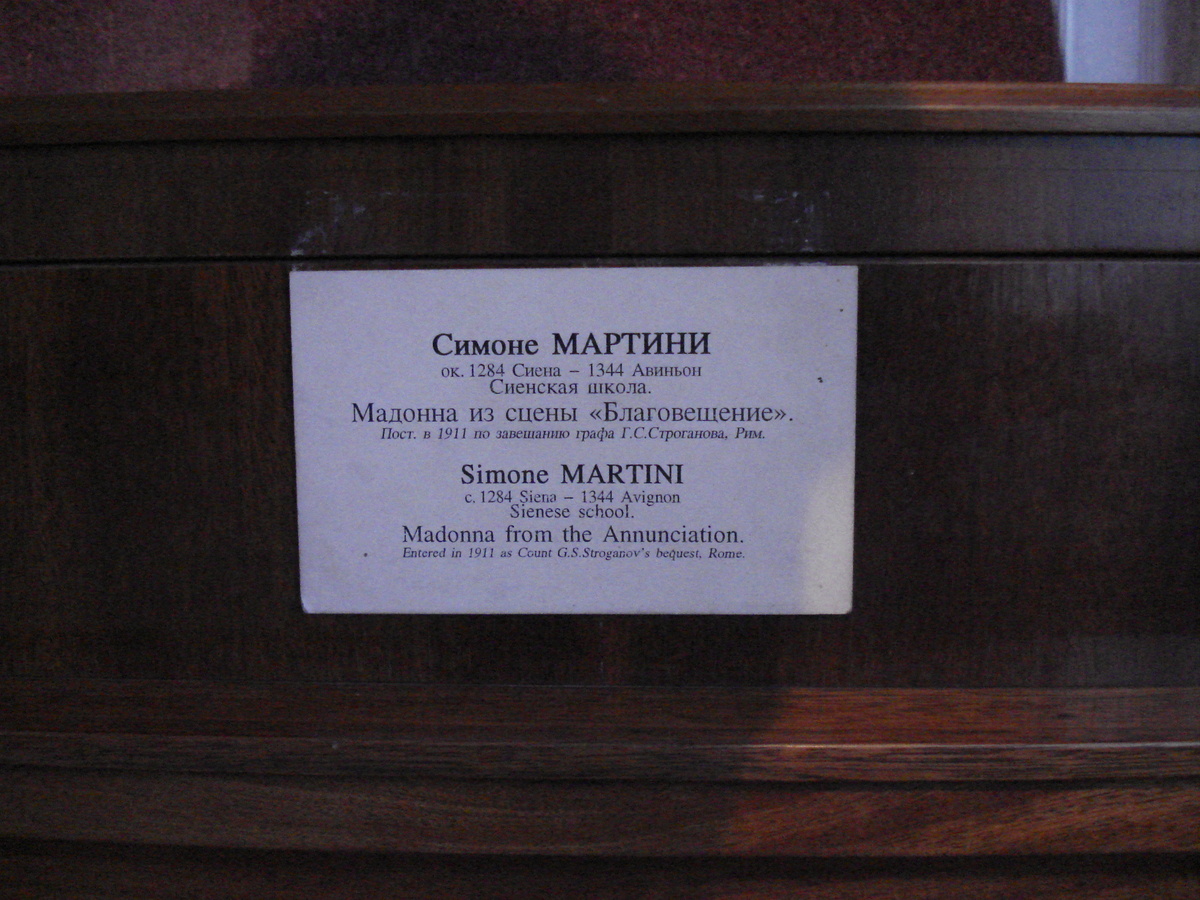 Симоне МАРТИНИ
ок. 1284 Сиена – 1344 Авиньон
Сиенская школа.
Мадонна из сцены «Благовещение».
Пост. в 1911 по завещанию графа Г.С.Строганова, Рим.
Simone MARTINI
c. 1284 Siena – 1344 Avignon
Sienese school.
Madonna from the Annunciation.
Entered in 1911 as Count G.S.Stroganov's bequest, Rome.